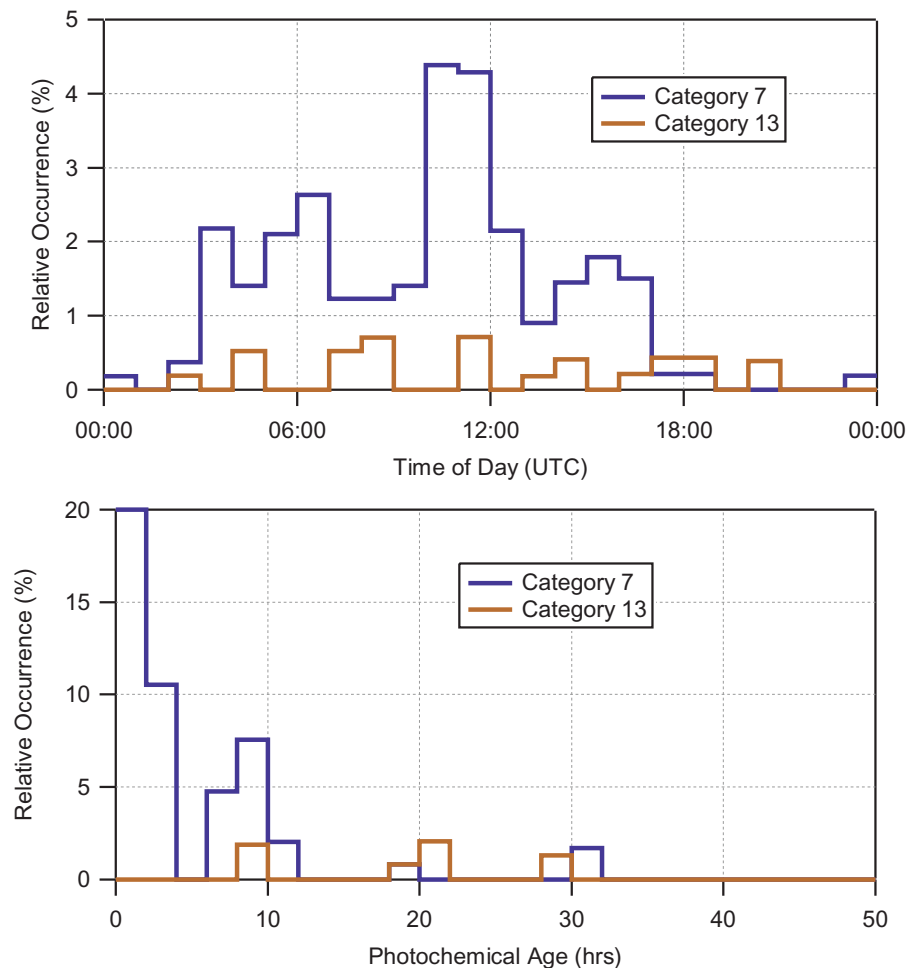 5
4
3
2
1
0
Relative Occurrence (%)
Category 7
Category 13
00:00 06:00 12:00 18:00 00:00
Time of Day (UTC)
20
15
10
5
0
Relative Occurrence (%)
Category 7
Category 13
0 10 20 30 40 50
Photochemical Age (hrs)